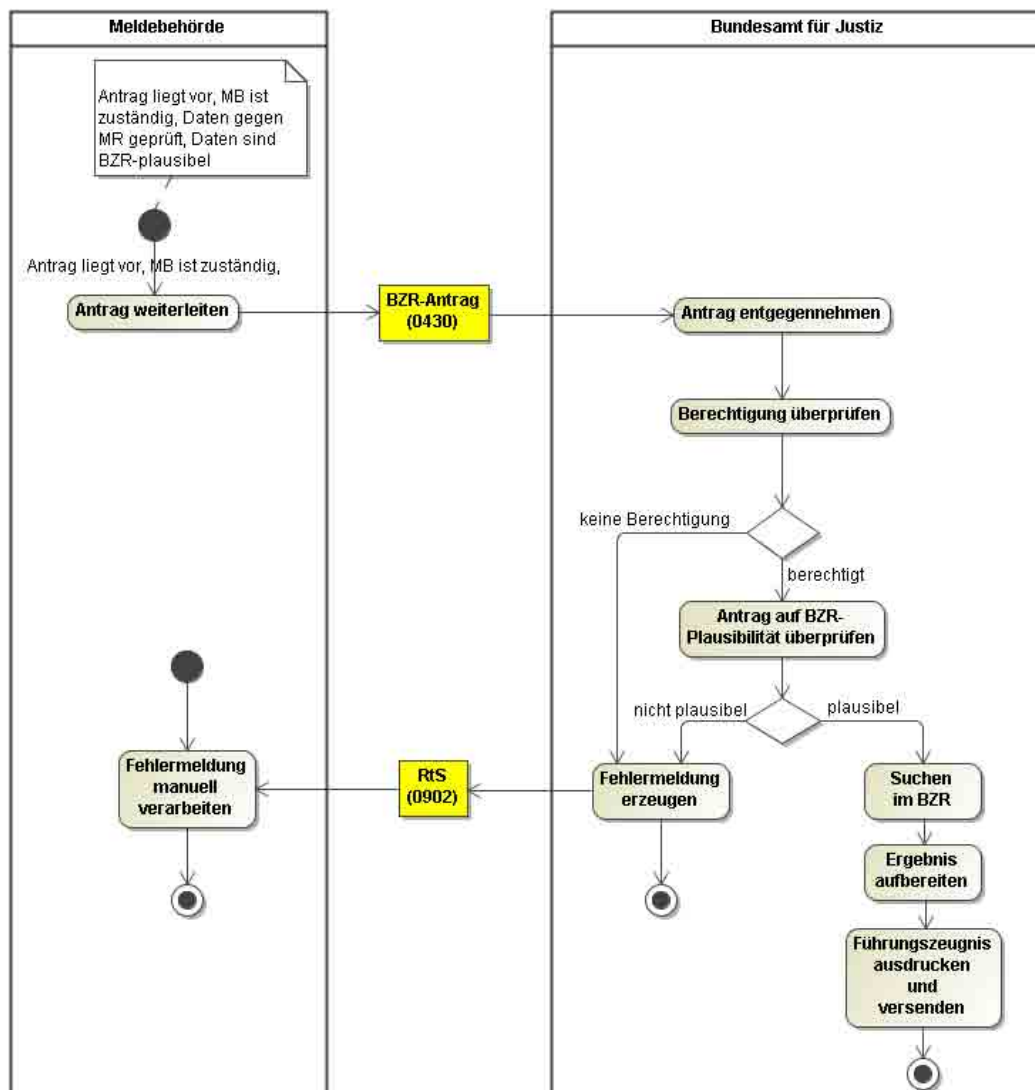 Meldebehörde
Bundesamt für Justiz
Antrag liegt vor, MB ist
zuständig, Daten gegen
MR geprüft, Daten sind
BZR-plausibel
Antrag liegt vor, MB ist zuständig,
Antrag weiterleiten
BZR-Antrag
(0430)
Antrag entgegennehmen
Berechtigung überprüfen
keine Berechtigung
berechtigt
Antrag auf BZR-
Plausibilität überprüfen
nicht plausibel
plausibel
Fehlermeldung
manuell
verarbeiten
RtS
(0902)
Fehlermeldung
erzeugen
Suchen
im BZR
Ergebnis
aufbereiten
Führungszeugnis
ausdrucken
und
versenden